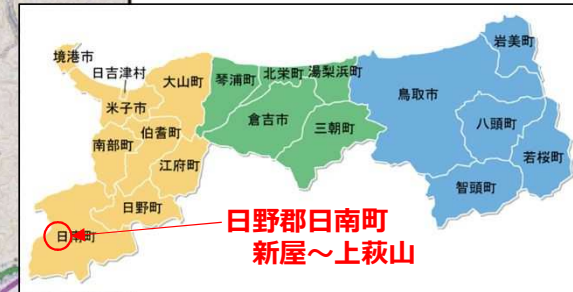 境港市
日吉津村
米子市
大山町
南部町
伯耆町
江府町
日野町
日南町
琴浦町
北栄町
湯梨浜町
倉吉市
三朝町
岩美町
鳥取市
八頭町
若桜町
智頭町
日野郡日南町
新屋~上萩山